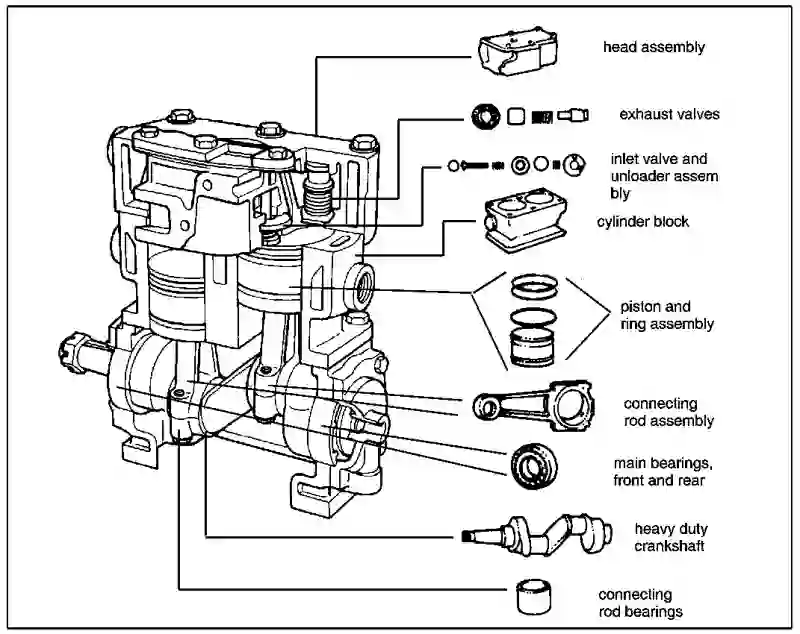 head assembly
exhaust valves
inlet valve and
unloader assem
bly
cylinder block
piston and
ring assembly
connecting
rod assembly
main bearings,
front and rear
heavy duty
crankshaft
connecting
rod bearings